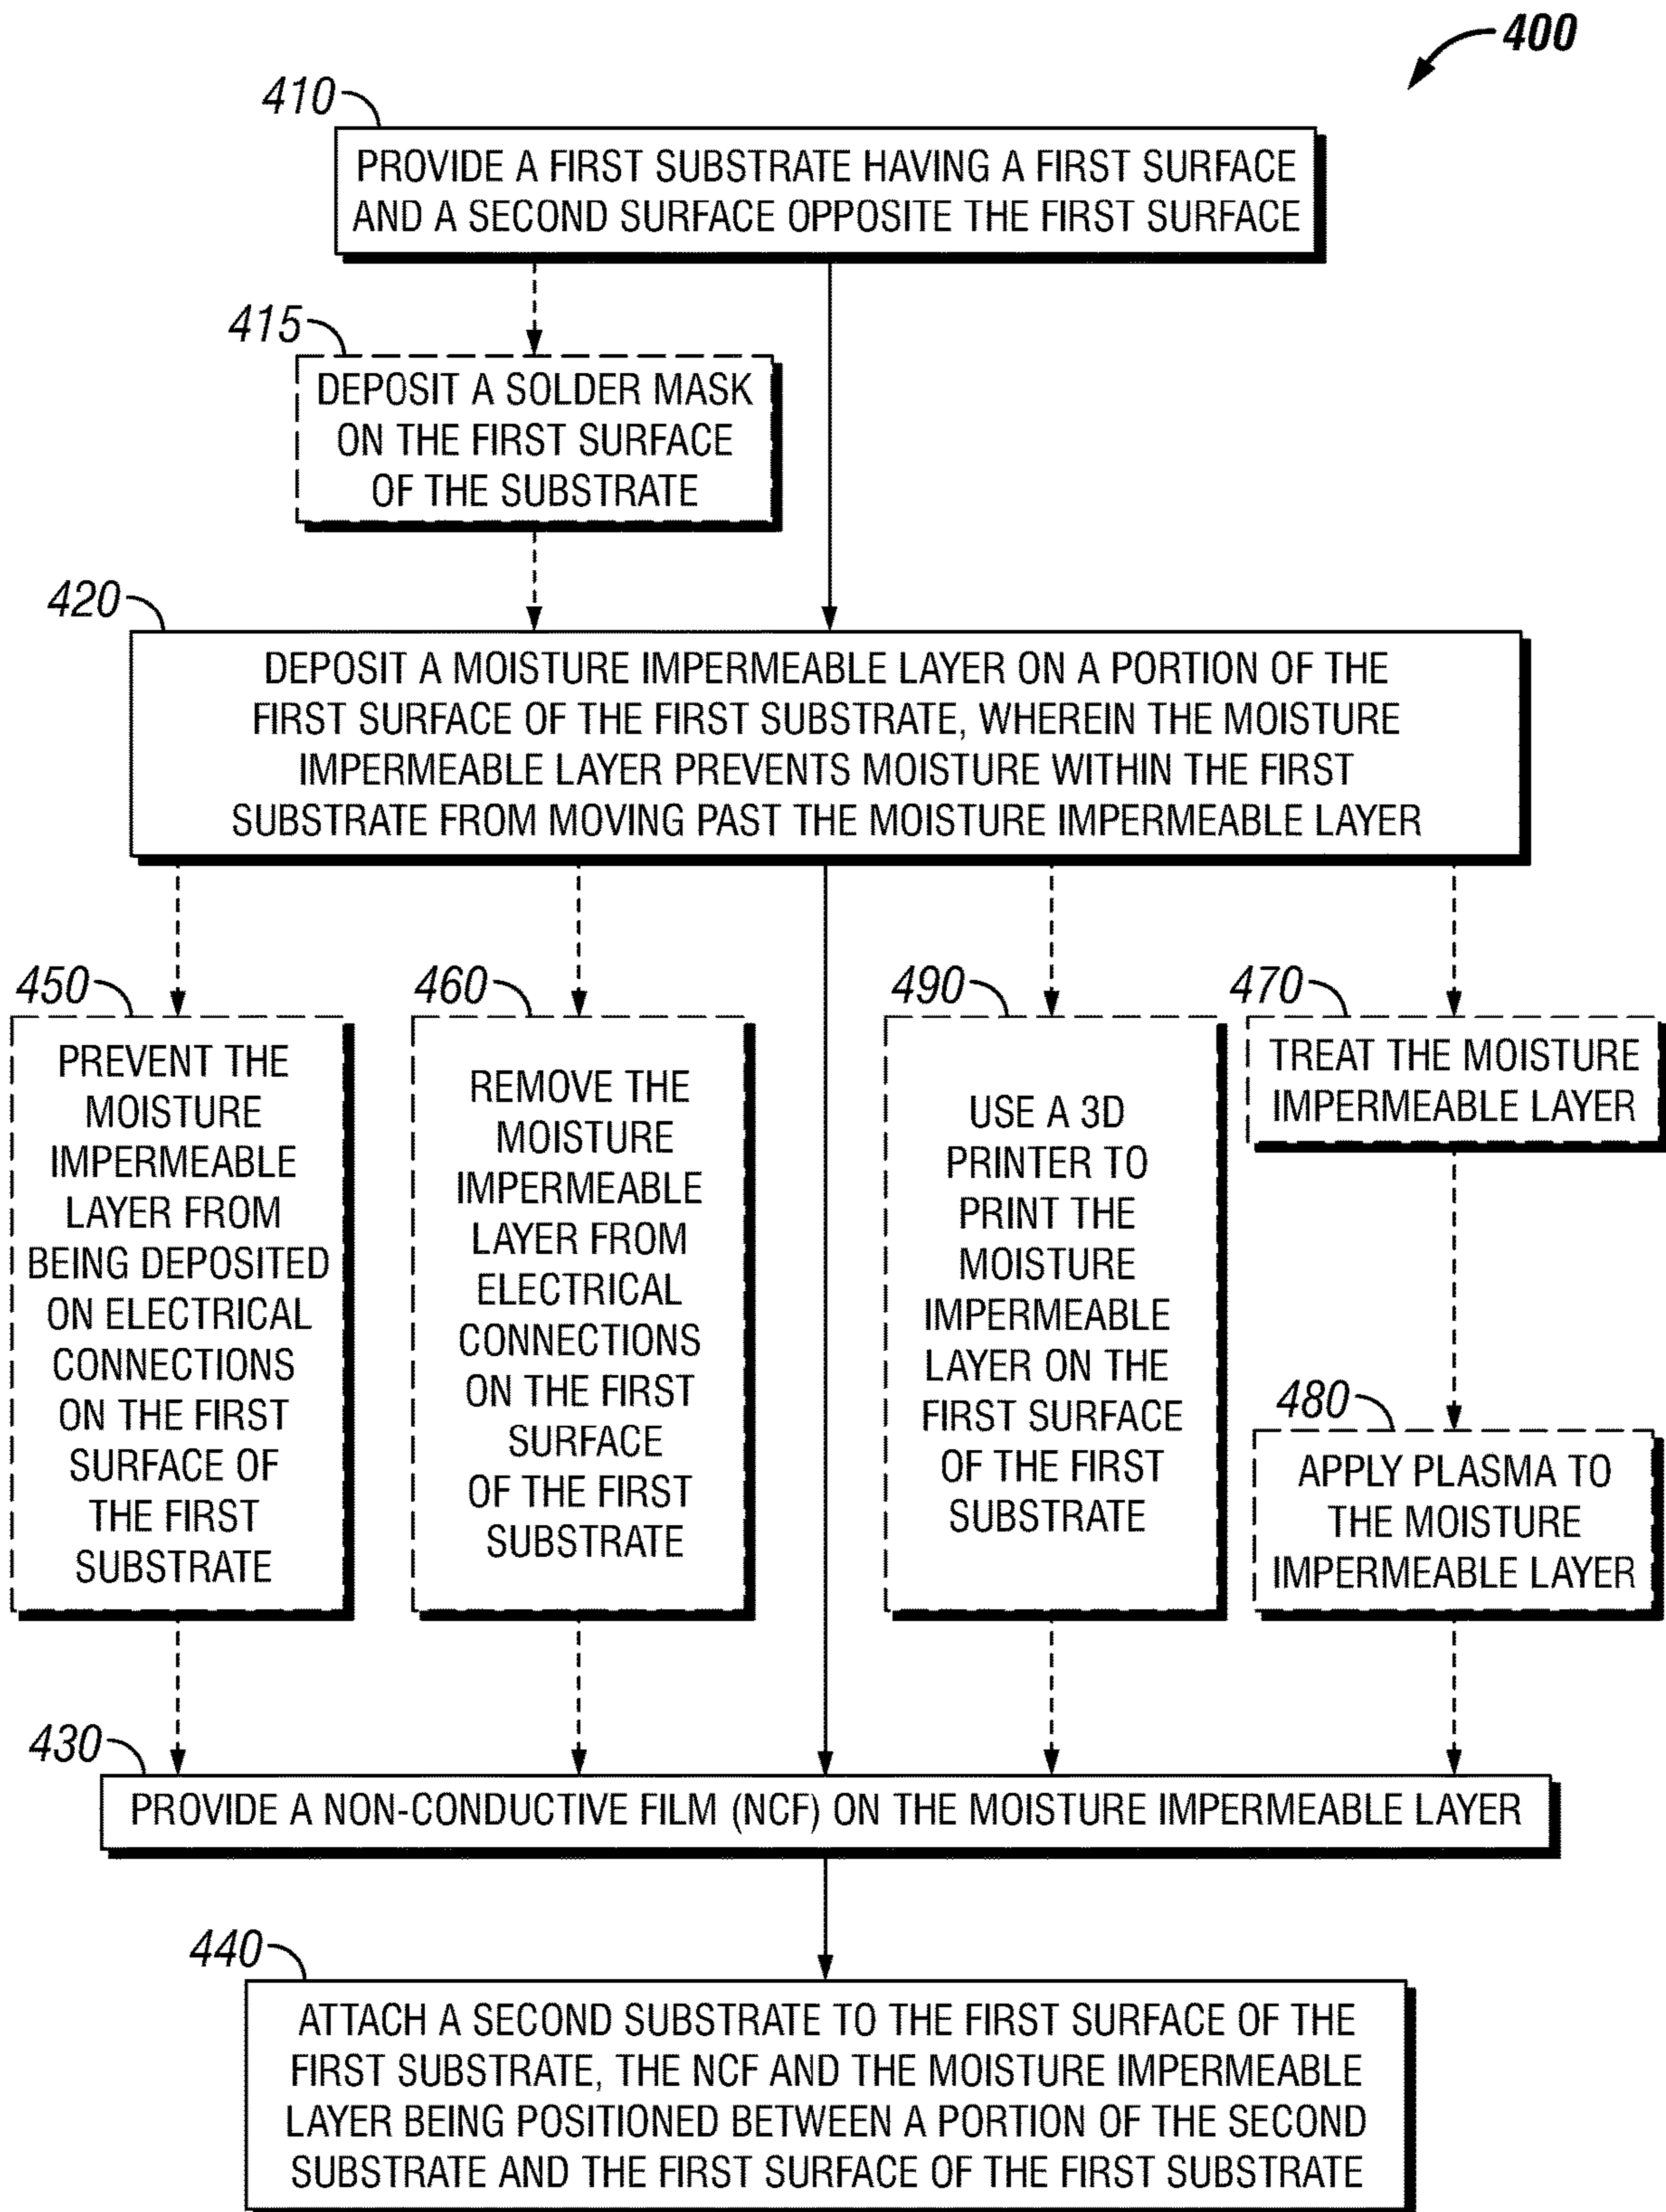 400
410
PROVIDE A FIRST SUBSTRATE HAVING A FIRST SURFACE
AND A SECOND SURFACE OPPOSITE THE FIRST SURFACE
415
DEPOSIT A SOLDER MASK
ON THE FIRST SURFACE
OF THE SUBSTRATE
420
DEPOSIT A MOISTURE IMPERMEABLE LAYER ON A PORTION OF THE
FIRST SURFACE OF THE FIRST SUBSTRATE, WHEREIN THE MOISTURE
IMPERMEABLE LAYER PREVENTS MOISTURE WITHIN THE FIRST
SUBSTRATE FROM MOVING PAST THE MOISTURE IMPERMEABLE LAYER
450
PREVENT THE
MOISTURE
IMPERMEABLE
LAYER FROM
BEING DEPOSITED
ON ELECTRICAL
CONNECTIONS
ON THE FIRST
SURFACE OF
THE FIRST
SUBSTRATE
460
REMOVE THE
MOISTURE
IMPERMEABLE
LAYER FROM
ELECTRICAL
CONNECTIONS
ON THE FIRST
SURFACE
OF THE FIRST
SUBSTRATE
490
USE A 3D
PRINTER TO
PRINT THE
MOISTURE
IMPERMEABLE
LAYER ON THE
FIRST SURFACE
OF THE FIRST
SUBSTRATE
470
TREAT THE MOISTURE
IMPERMEABLE LAYER
480
APPLY PLASMA TO
THE MOISTURE
IMPERMEABLE LAYER
430
PROVIDE A NON-CONDUCTIVE FILM (NCF) ON THE MOISTURE IMPERMEABLE LAYER
440
ATTACH A SECOND SUBSTRATE TO THE FIRST SURFACE OF THE
FIRST SUBSTRATE, THE NCF AND THE MOISTURE IMPERMEABLE
LAYER BEING POSITIONED BETWEEN A PORTION OF THE SECOND
SUBSTRATE AND THE FIRST SURFACE OF THE FIRST SUBSTRATE